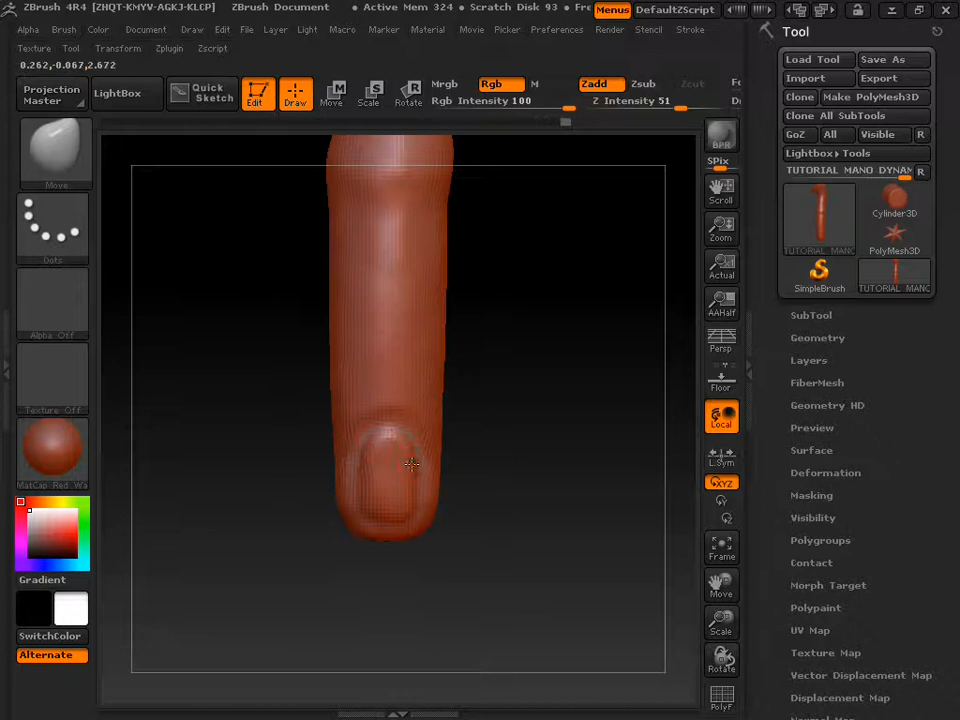 ZBrush 4R4 [ZHQT-KMYV-AGKJ-KLCP] ZBrush Document • Active Mem 324 • Scratch Disk 93 • Fre Menus DefaultZScript
Alpha Brush Color Document Draw Edit File Layer Light Macro Marker Material Movie Picker Preferences Render Stencil Stroke
Texture Tool Transform Zplugin Zscript
0.262,-0.067,2.672
Projection Master LightBox Quick Sketch Edit Draw Move Scale Rotate
Mrgb Rgb M Zadd Zsub Zcut Fo
Rgb Intensity 100 Z Intensity 51 Dr
Move
Dots
Alpha Off
Texture Off
MatCap Red Wa
Gradient
SwitchColor
Alternate
BPR
SPix
Scroll
Zoom
Actual
AAHalf
Persp
Floor
Local
L.Sym
XYZ
Frame
Move
Scale
Rotate
PolyF
Tool
Load Tool Save As
Import Export
Clone Make PolyMesh3D
Clone All SubTools
GoZ All Visible R
Lightbox ▸ Tools
TUTORIAL MANO DYNAM R
TUTORIAL MANO
Cylinder3D
PolyMesh3D
SimpleBrush
TUTORIAL MANO
SubTool
Geometry
Layers
FiberMesh
Geometry HD
Preview
Surface
Deformation
Masking
Visibility
Polygroups
Contact
Morph Target
Polypaint
UV Map
Texture Map
Vector Displacement Map
Displacement Map